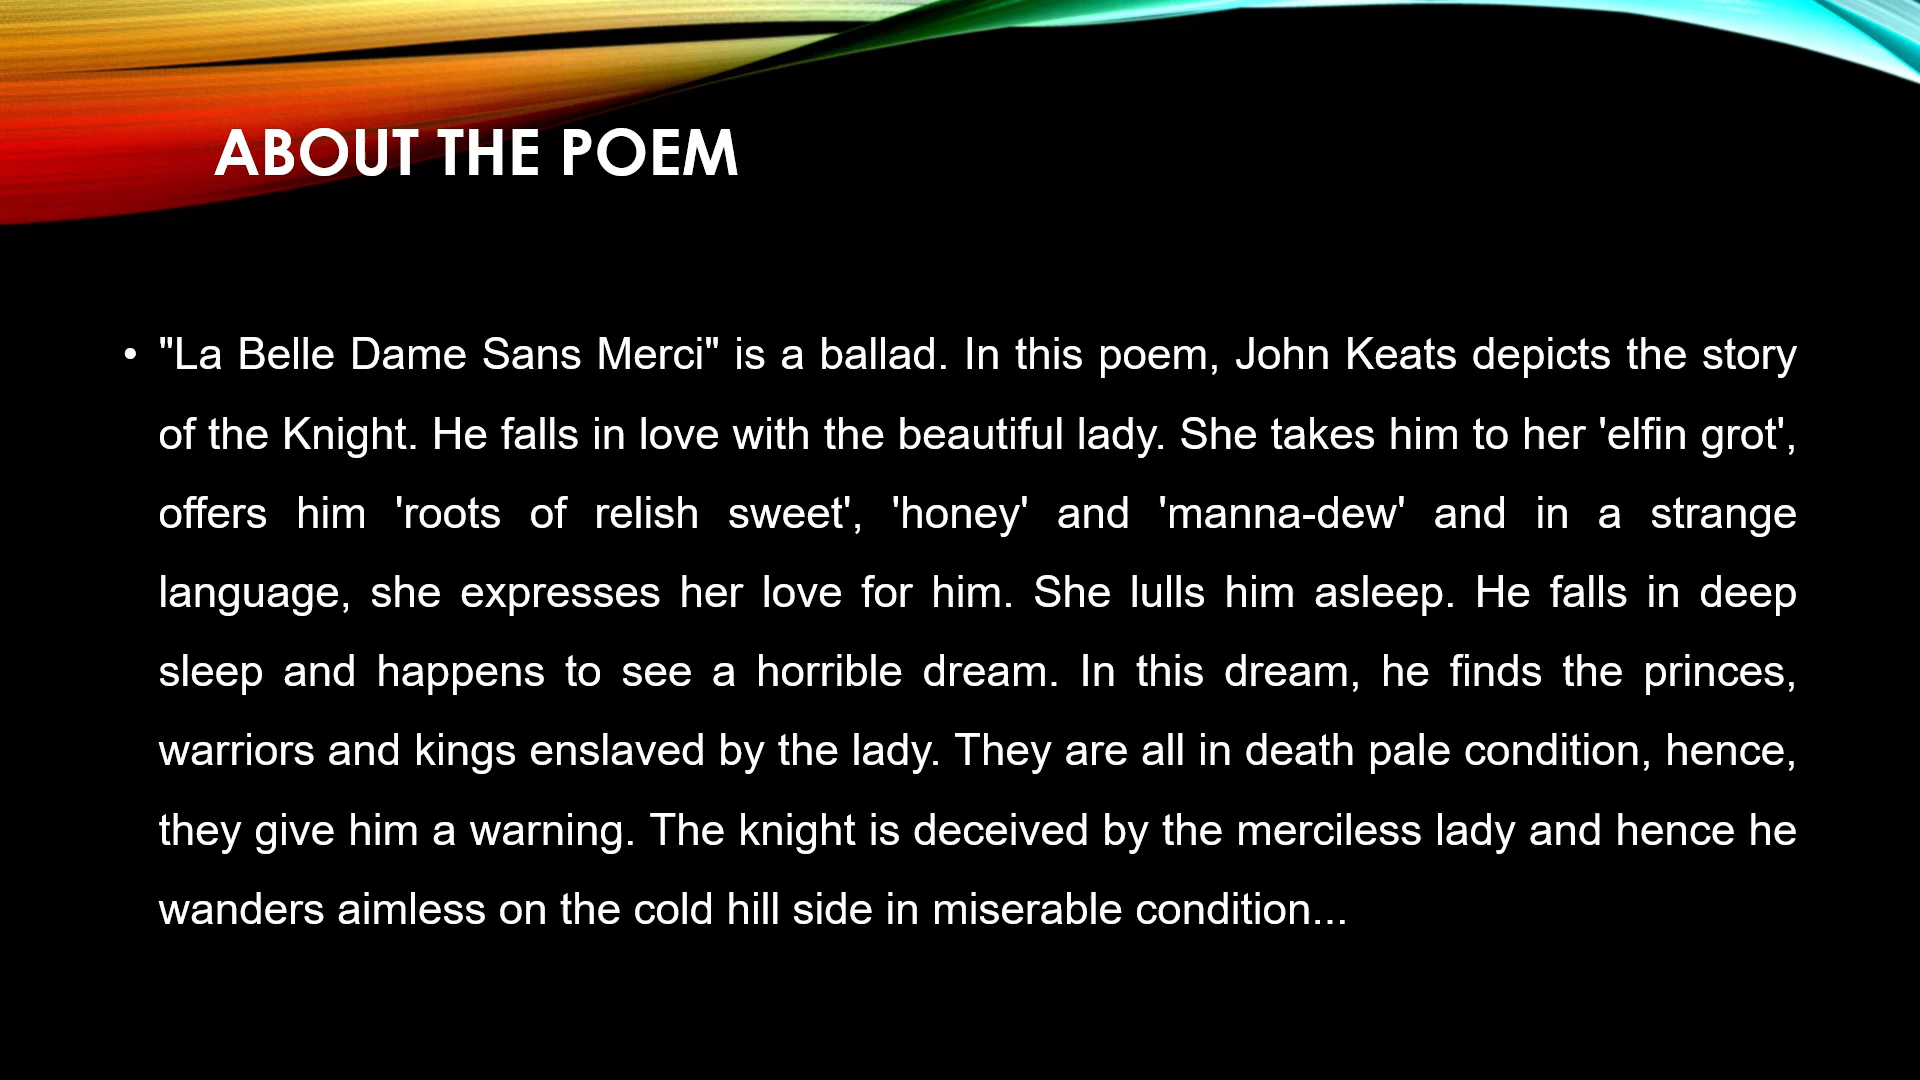 ABOUT THE POEM
• "La Belle Dame Sans Merci" is a ballad. In this poem, John Keats depicts the story
of the Knight. He falls in love with the beautiful lady. She takes him to her 'elfin grot',
offers him 'roots of relish sweet', 'honey' and 'manna-dew' and in a strange
language, she expresses her love for him. She lulls him asleep. He falls in deep
sleep and happens to see a horrible dream. In this dream, he finds the princes,
warriors and kings enslaved by the lady. They are all in death pale condition, hence,
they give him a warning. The knight is deceived by the merciless lady and hence he
wanders aimless on the cold hill side in miserable condition...